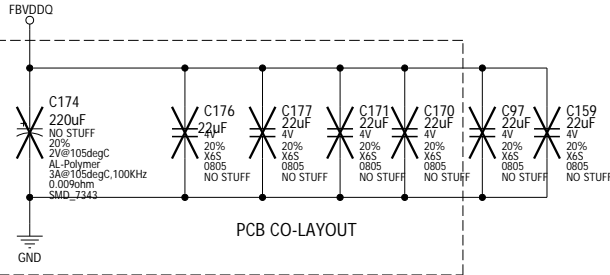 FBVDDQ
C174
220uF
NO STUFF
20%
2V@105degC
AL-Polymer
3A@105degC,100KHz
0.009ohm
SMD_7343
C176
22uF
4V
20%
X6S
0805
NO STUFF
C177
22uF
4V
20%
X6S
0805
NO STUFF
C171
22uF
4V
20%
X6S
0805
NO STUFF
C170
22uF
4V
20%
X6S
0805
NO STUFF
C97
22uF
4V
20%
X6S
0805
NO STUFF
C159
22uF
4V
20%
X6S
0805
NO STUFF
PCB CO-LAYOUT
GND